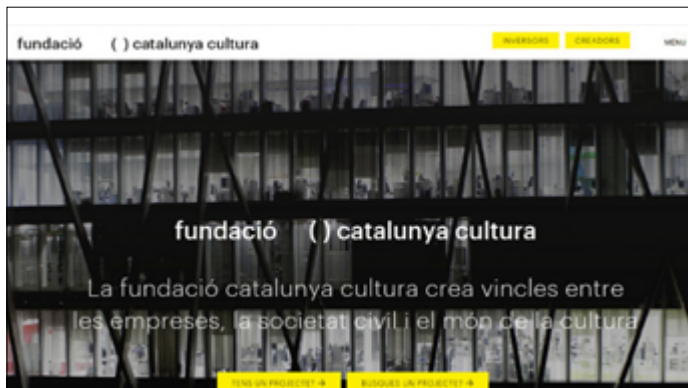 fundació ( ) catalunya cultura
INVERSORS CREADORS MENU
fundació ( ) catalunya cultura
La fundació catalunya cultura crea vincles entre
les empreses, la societat civil i el món de la cultura
TENS UN PROJECTE? → BUSQUES UN PROJECTE? →